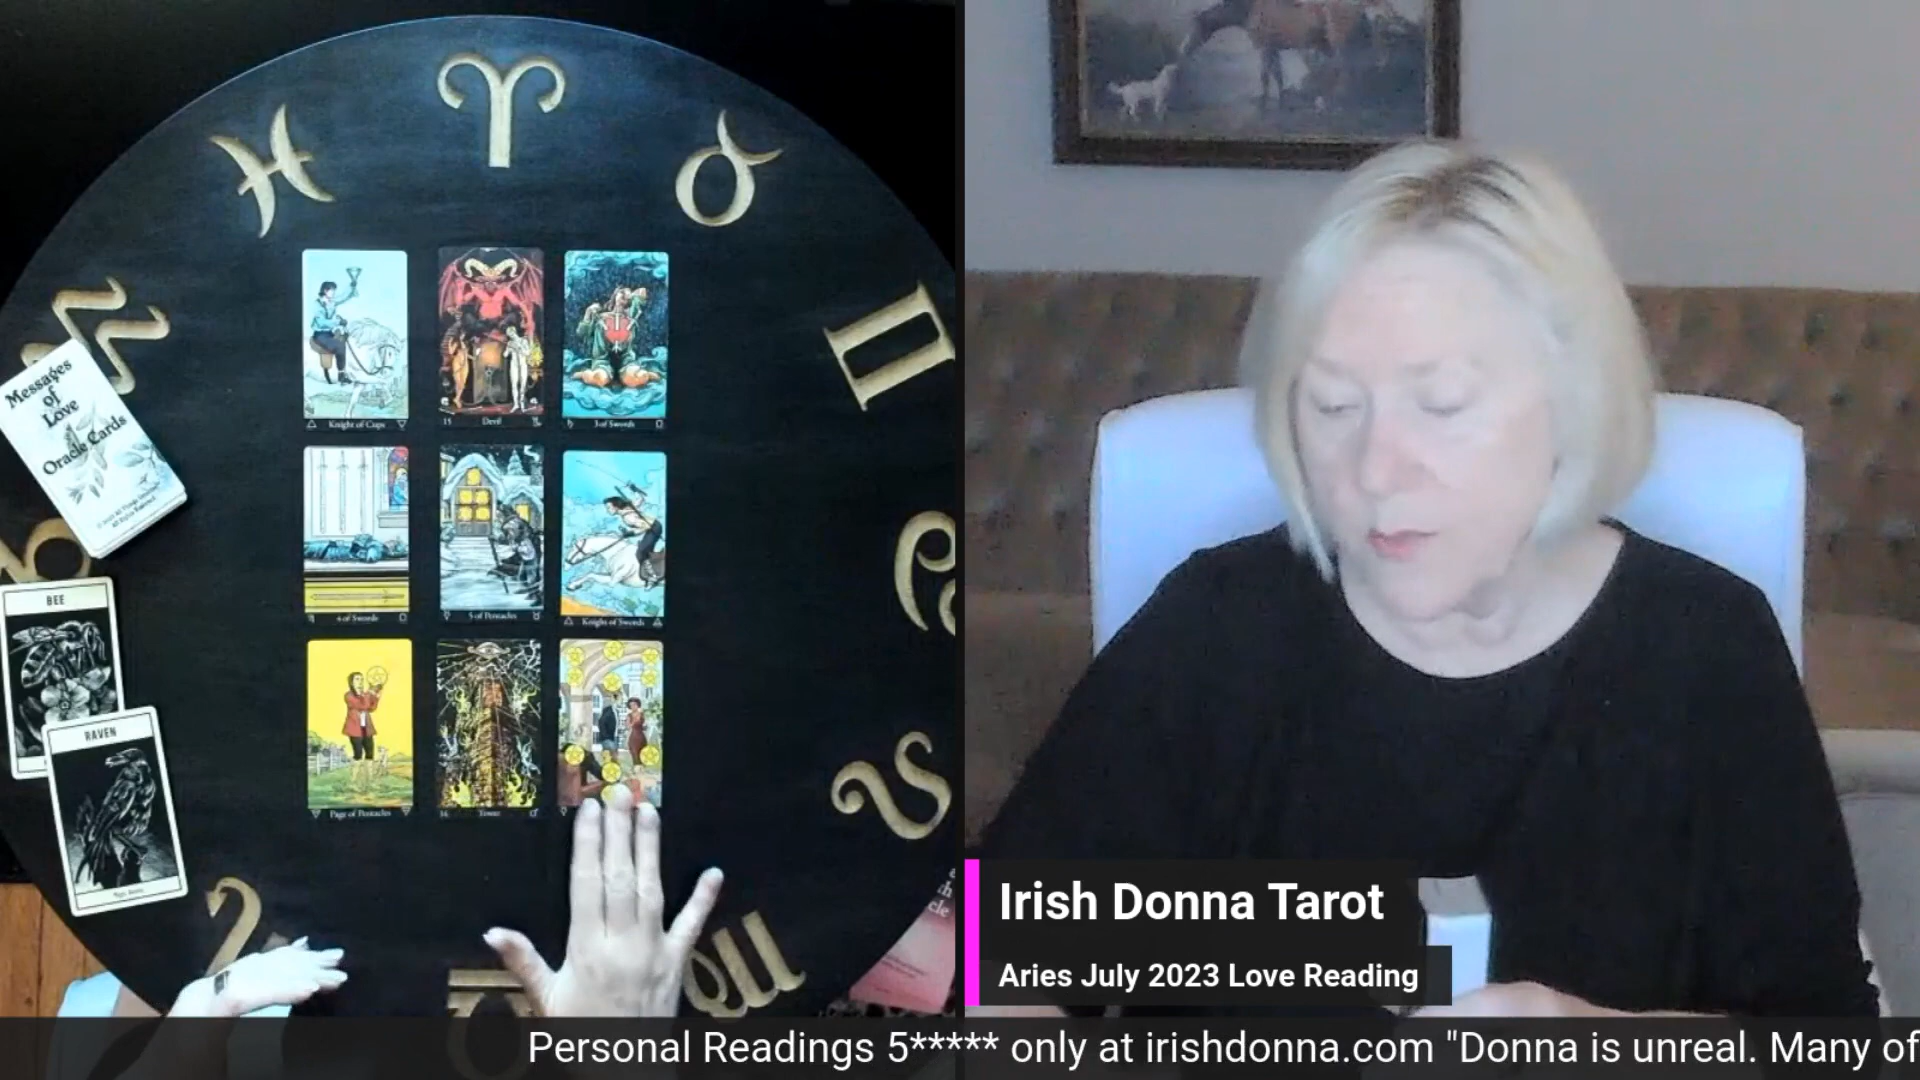 Messages
of
Love
Oracle Cards
BEE
RAVEN
Knight of Cups
15 Devil
3 of Swords
4 of Swords
5 of Pentacles
Knight of Swords
Page of Pentacles
16 Tower
Irish Donna Tarot
Aries July 2023 Love Reading
Personal Readings 5***** only at irishdonna.com "Donna is unreal. Many of